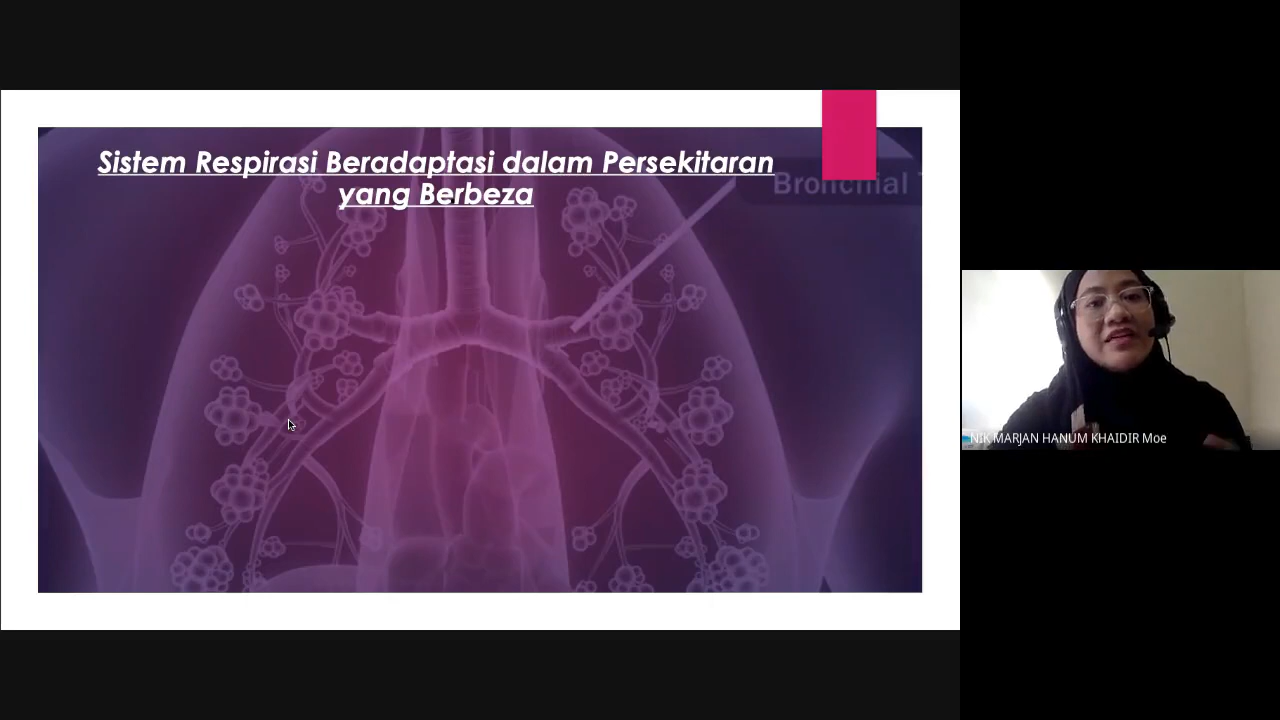 Sistem Respirasi Beradaptasi dalam Persekitaran
yang Berbeza
Bronchial
NIK MARJAN HANUM KHAIDIR Moe